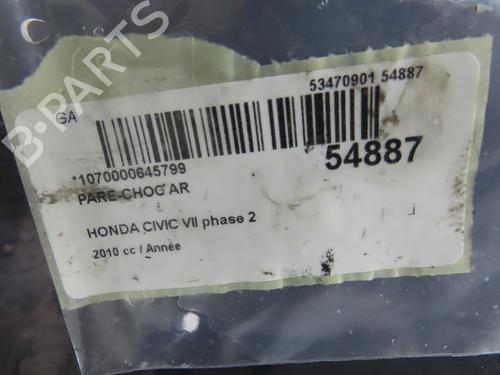 B-PARTS
53470901 54887
GA
*1070000645799
54887
PARE-CHOC AR
HONDA CIVIC VII phase 2
2010 cc / Année